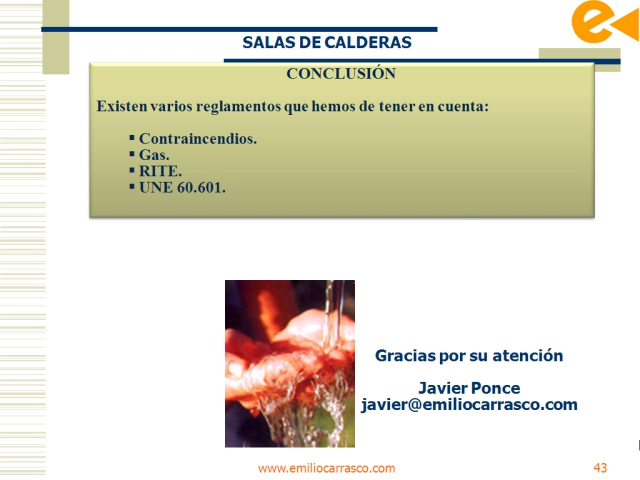 SALAS DE CALDERAS
CONCLUSIÓN
Existen varios reglamentos que hemos de tener en cuenta:
▪ Contraincendios.
▪ Gas.
▪ RITE.
▪ UNE 60.601.
Gracias por su atención
Javier Ponce
javier@emiliocarrasco.com
www.emiliocarrasco.com
43